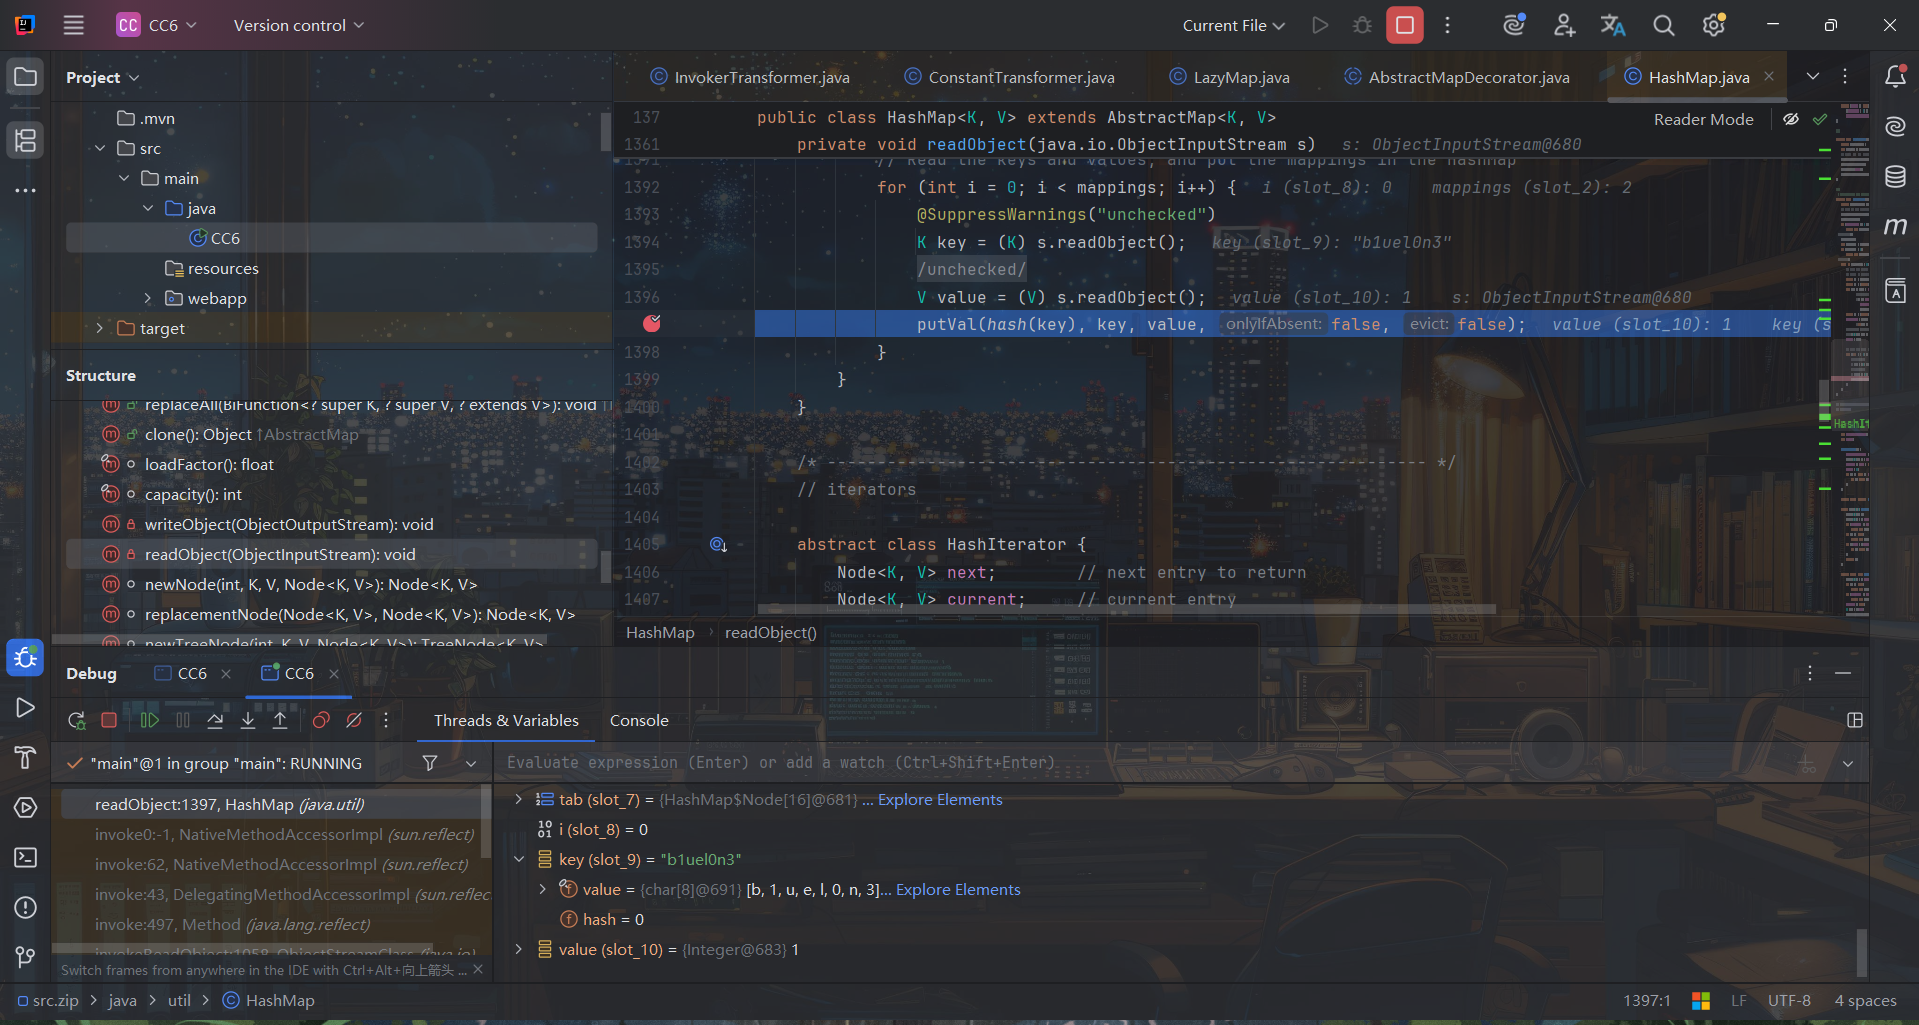 CC CC6 Version control Current File
Project
InvokerTransformer.java ConstantTransformer.java LazyMap.java AbstractMapDecorator.java HashMap.java
.mvn
src
main
java
CC6
resources
webapp
target
Reader Mode
137 public class HashMap<K, V> extends AbstractMap<K, V>
1361 private void readObject(java.io.ObjectInputStream s) s: ObjectInputStream@680
1391 // Read the keys and values, and put the mappings in the HashMap
1392 for (int i = 0; i < mappings; i++) { i (slot_8): 0 mappings (slot_2): 2
1393 @SuppressWarnings("unchecked")
1394 K key = (K) s.readObject(); key (slot_9): "b1uel0n3"
1395 /unchecked/
1396 V value = (V) s.readObject(); value (slot_10): 1 s: ObjectInputStream@680
putVal(hash(key), key, value, onlyIfAbsent: false, evict: false); value (slot_10): 1 key (s
1398 }
1399 }
1400 }
1401
1402 /* ------------------------------------------------------------ */
1403 // iterators
1404
1405 abstract class HashIterator {
1406 Node<K, V> next; // next entry to return
1407 Node<K, V> current; // current entry
HashIt
HashMap readObject()
Structure
replaceAll(BiFunction<? super K, ? super V, ? extends V>): void
clone(): Object ↑AbstractMap
loadFactor(): float
capacity(): int
writeObject(ObjectOutputStream): void
readObject(ObjectInputStream): void
newNode(int, K, V, Node<K, V>): Node<K, V>
replacementNode(Node<K, V>, Node<K, V>): Node<K, V>
newTreeNode(int, K, V, Node<K, V>): TreeNode<K, V>
Debug CC6 CC6
Threads & Variables Console
"main"@1 in group "main": RUNNING
Evaluate expression (Enter) or add a watch (Ctrl+Shift+Enter)
readObject:1397, HashMap (java.util)
invoke0:-1, NativeMethodAccessorImpl (sun.reflect)
invoke:62, NativeMethodAccessorImpl (sun.reflect)
invoke:43, DelegatingMethodAccessorImpl (sun.reflec
invoke:497, Method (java.lang.reflect)
invokeReadObject:1058, ObjectStreamClass (java.io)
Switch frames from anywhere in the IDE with Ctrl+Alt+向上箭头 ...
tab (slot_7) = {HashMap$Node[16]@681} ... Explore Elements
i (slot_8) = 0
key (slot_9) = "b1uel0n3"
value = {char[8]@691} [b, 1, u, e, l, 0, n, 3]... Explore Elements
hash = 0
value (slot_10) = {Integer@683} 1
src.zip java util HashMap
1397:1 LF UTF-8 4 spaces